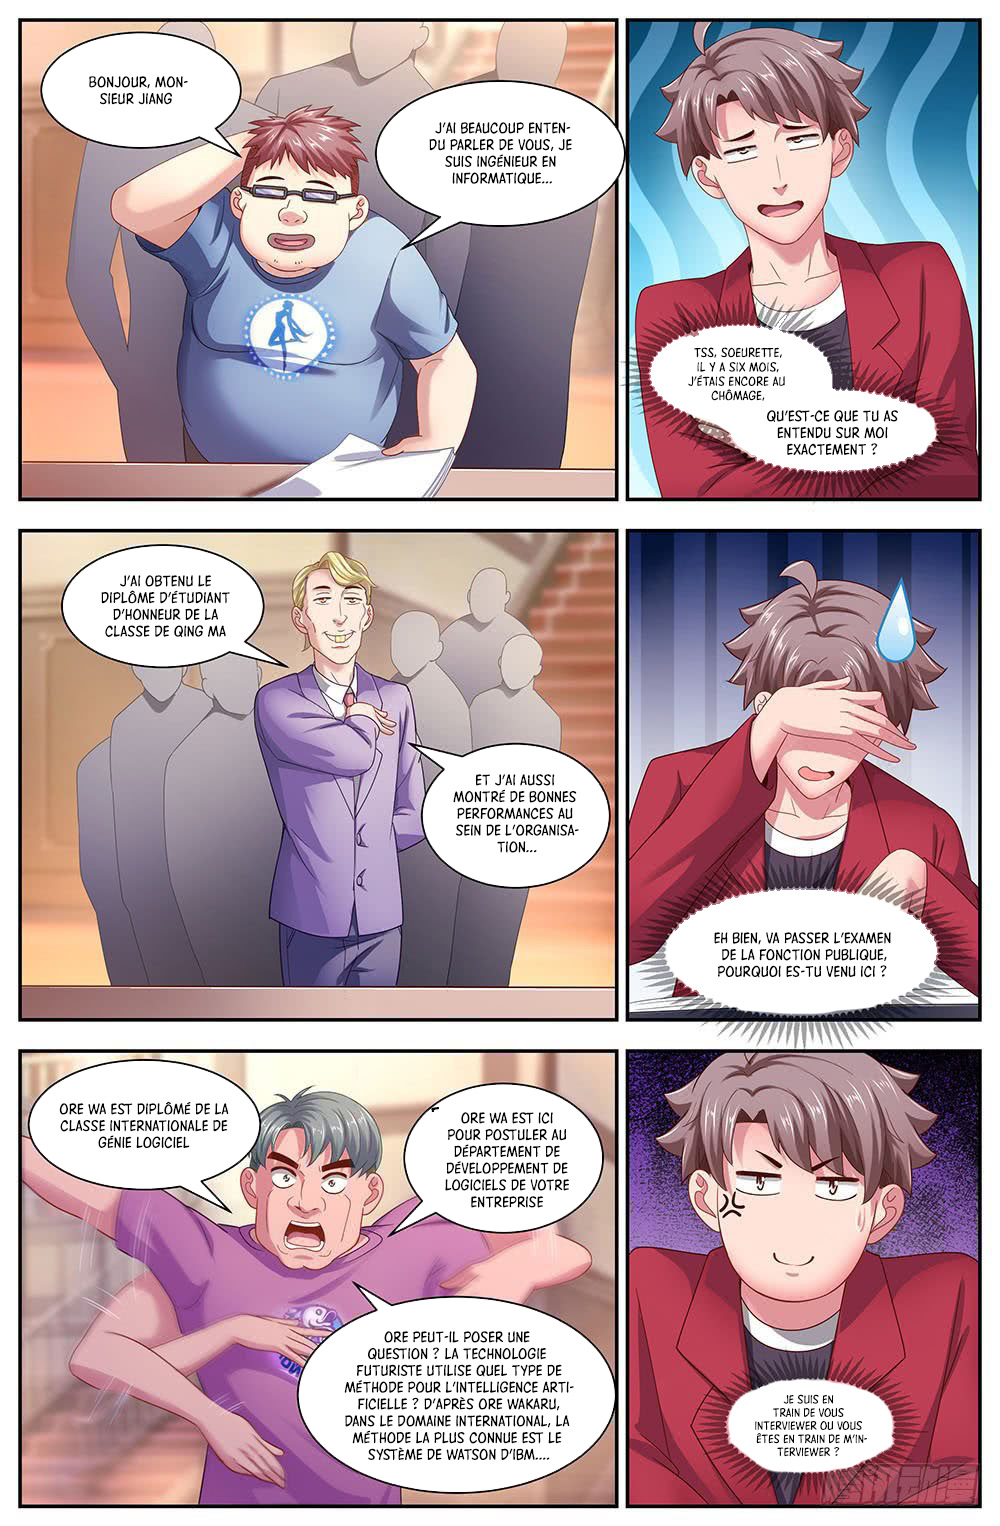 BONJOUR, MON-
SIEUR JIANG
J'AI BEAUCOUP ENTEN-
DU PARLER DE VOUS, JE
SUIS INGÉNIEUR EN
INFORMATIQUE...
TSS, SOEURETTE,
IL Y A SIX MOIS,
J'ÉTAIS ENCORE AU
CHÔMAGE,
QU'EST-CE QUE TU AS
ENTENDU SUR MOI
EXACTEMENT ?
J'AI OBTENU LE
DIPLÔME D'ÉTUDIANT
D'HONNEUR DE LA
CLASSE DE QING MA
ET J'AI AUSSI
MONTRÉ DE BONNES
PERFORMANCES AU
SEIN DE L'ORGANISA-
TION...
EH BIEN, VA PASSER L'EXAMEN
DE LA FONCTION PUBLIQUE,
POURQUOI ES-TU VENU ICI ?
ORE WA EST DIPLÔMÉ DE LA
CLASSE INTERNATIONALE DE
GÉNIE LOGICIEL
ORE WA EST ICI
POUR POSTULER AU
DÉPARTEMENT DE
DÉVELOPPEMENT DE
LOGICIELS DE VOTRE
ENTREPRISE
ORE PEUT-IL POSER UNE
QUESTION ? LA TECHNOLOGIE
FUTURISTE UTILISE QUEL TYPE DE
MÉTHODE POUR L'INTELLIGENCE ARTI-
FICIELLE ? D'APRÈS ORE WAKARU,
DANS LE DOMAINE INTERNATIONAL, LA
MÉTHODE LA PLUS CONNUE EST LE
SYSTÈME DE WATSON D'IBM....
JE SUIS EN
TRAIN DE VOUS
INTERVIEWER OU VOUS
ÊTES EN TRAIN DE M'IN-
TERVIEWER ?